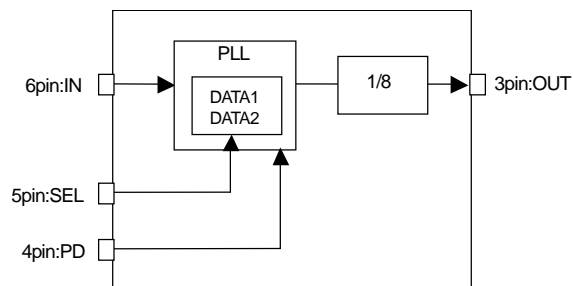 PLL
6pin:IN
1/8
3pin:OUT
DATA1
DATA2
5pin:SEL
4pin:PD